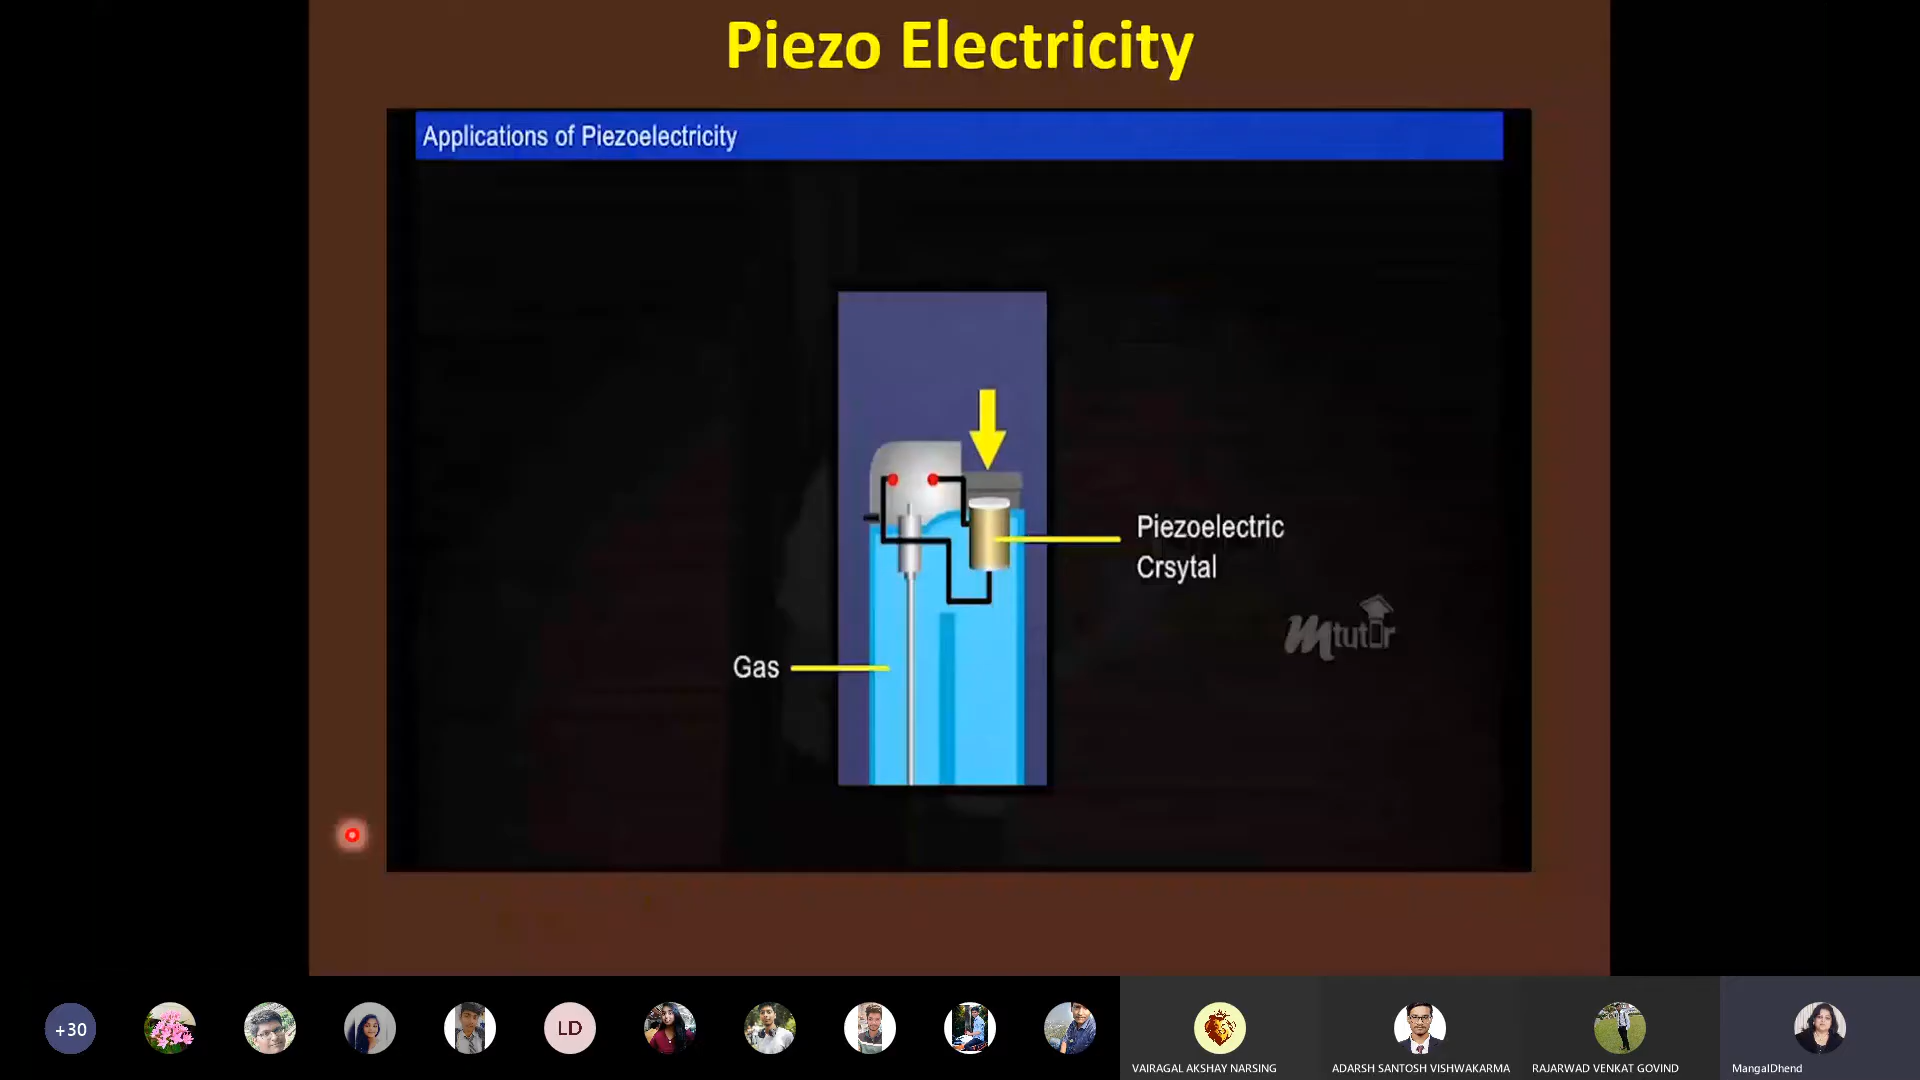 Piezo Electricity
Applications of Piezoelectricity
Piezoelectric
Crsytal
Gas
Mtutor
+30
LD
VAIRAGAL AKSHAY NARSING
ADARSH SANTOSH VISHWAKARMA
RAJARWAD VENKAT GOVIND
MangalDhend